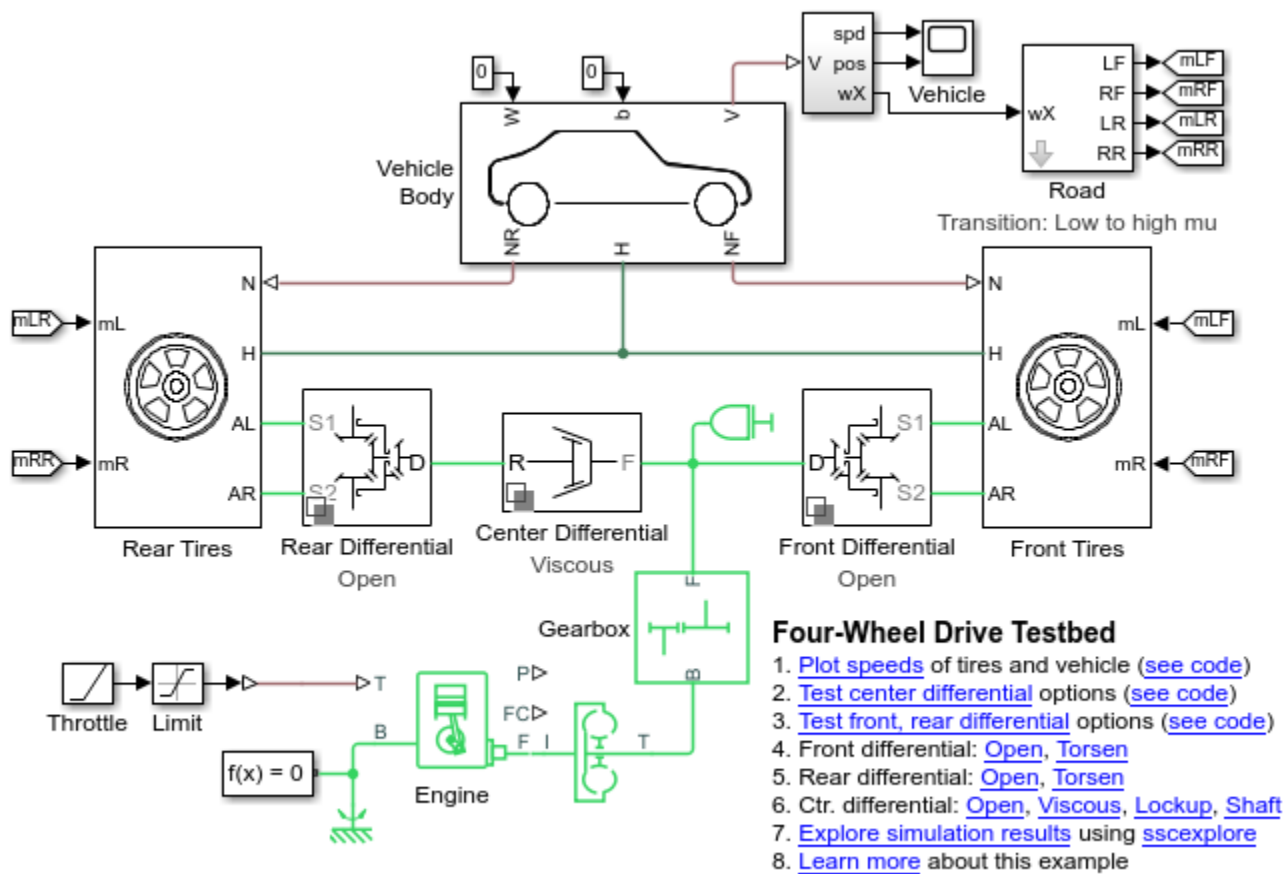 0
0
W
b
V
V
spd
pos
wX
Vehicle
wX
LF
RF
LR
RR
mLF
mRF
mLR
mRR
Road
Transition: Low to high mu
Vehicle
Body
NR
H
NF
mLR
mRR
mL
mR
N
H
AL
AR
Rear Tires
S1
S2
D
Rear Differential
Open
R
F
Center Differential
Viscous
D
S1
S2
Front Differential
Open
N
H
AL
AR
mL
mR
mLF
mRF
Front Tires
F
Gearbox
B
Throttle
Limit
T
P
FC
B
F
I
T
f(x) = 0
Engine
Four-Wheel Drive Testbed
1. Plot speeds of tires and vehicle (see code)
2. Test center differential options (see code)
3. Test front, rear differential options (see code)
4. Front differential: Open, Torsen
5. Rear differential: Open, Torsen
6. Ctr. differential: Open, Viscous, Lockup, Shaft
7. Explore simulation results using sscexplore
8. Learn more about this example